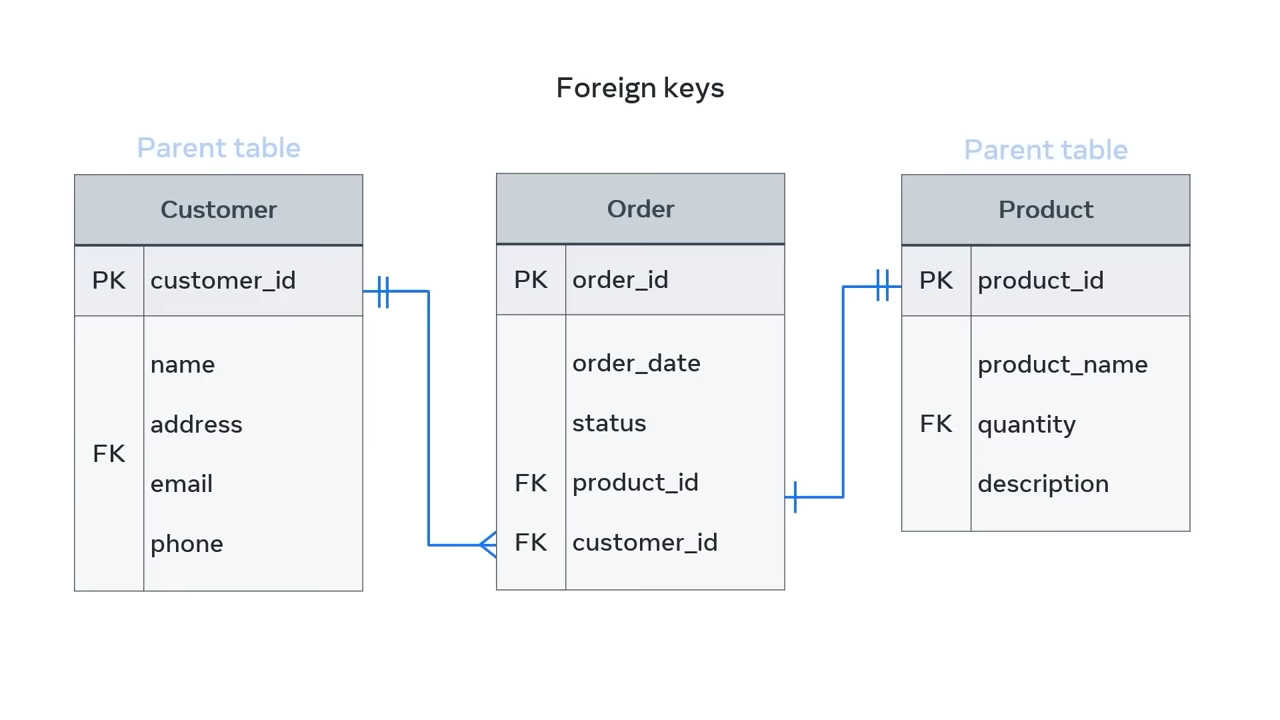 Foreign keys
Parent table
Customer
PK customer_id
name
address
FK
email
phone
Order
PK order_id
order_date
status
FK product_id
FK customer_id
Parent table
Product
PK product_id
product_name
FK quantity
description